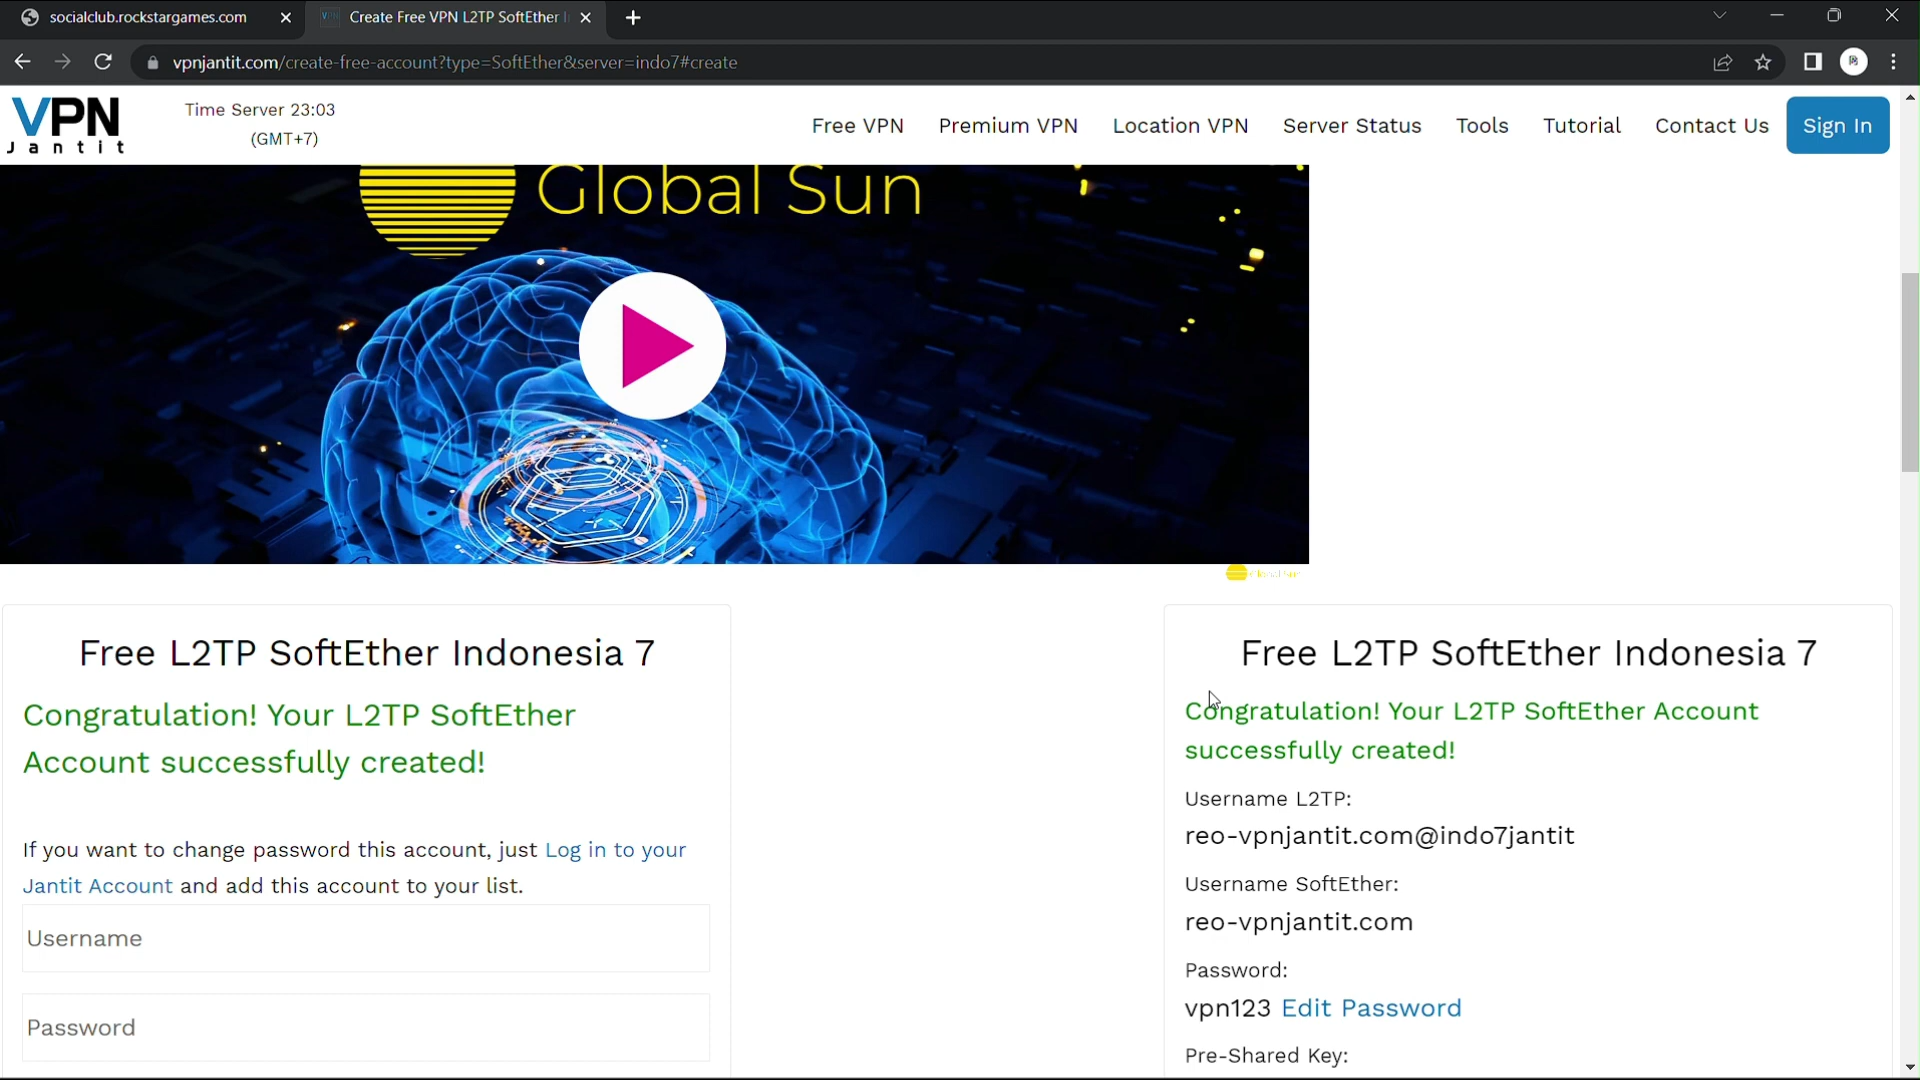 socialclub.rockstargames.com
Create Free VPN L2TP SoftEther
vpnjantit.com/create-free-account?type=SoftEther&server=indo7#create
VPN
Jantit
Time Server 23:03
(GMT+7)
Free VPN
Premium VPN
Location VPN
Server Status
Tools
Tutorial
Contact Us
Sign In
Global Sun
Global Sun
Free L2TP SoftEther Indonesia 7
Congratulation! Your L2TP SoftEther
Account successfully created!
If you want to change password this account, just Log in to your
Jantit Account and add this account to your list.
Username
Password
Free L2TP SoftEther Indonesia 7
Congratulation! Your L2TP SoftEther Account
successfully created!
Username L2TP:
reo-vpnjantit.com@indo7jantit
Username SoftEther:
reo-vpnjantit.com
Password:
vpn123 Edit Password
Pre-Shared Key: